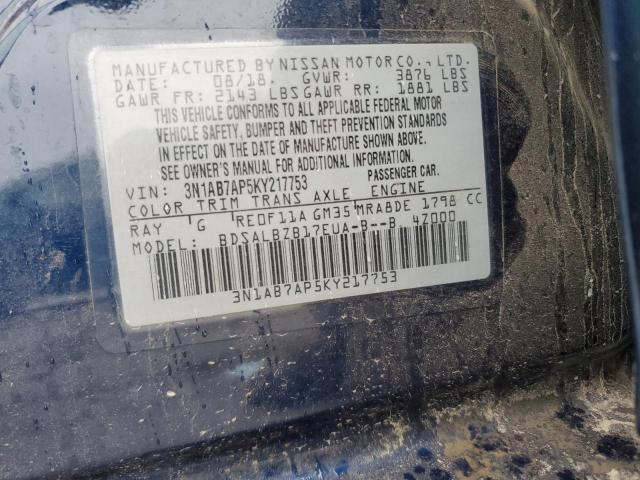 MANUFACTURED BY NISSAN MOTOR CO., LTD.
DATE: 08/18. GVWR: 3876 LBS
GAWR FR: 2143 LBS GAWR RR: 1881 LBS
THIS VEHICLE CONFORMS TO ALL APPLICABLE FEDERAL MOTOR
VEHICLE SAFETY, BUMPER AND THEFT PREVENTION STANDARDS
IN EFFECT ON THE DATE OF MANUFACTURE SHOWN ABOVE.
SEE OWNER'S MANUAL FOR ADDITIONAL INFORMATION.
VIN: 3N1AB7AP5KY217753 PASSENGER CAR.
COLOR TRIM TRANS AXLE ENGINE
RAY G RE0F11A GM35 MRA8DE 1798 CC
MODEL: BDSALBZB17EUA-B--B 42000
3N1AB7AP5KY217753